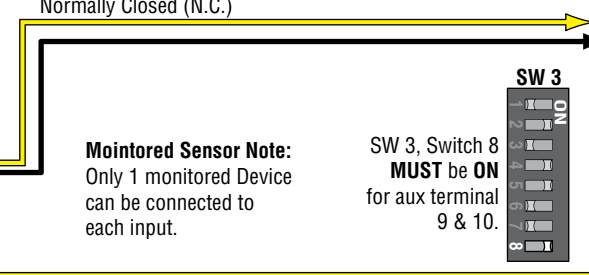 Normally Closed (N.C.)
SW 3
ON
1
2
3
4
5
6
7
8
Mointored Sensor Note:
Only 1 monitored Device
can be connected to
each input.
SW 3, Switch 8
MUST be ON
for aux terminal
9 & 10.